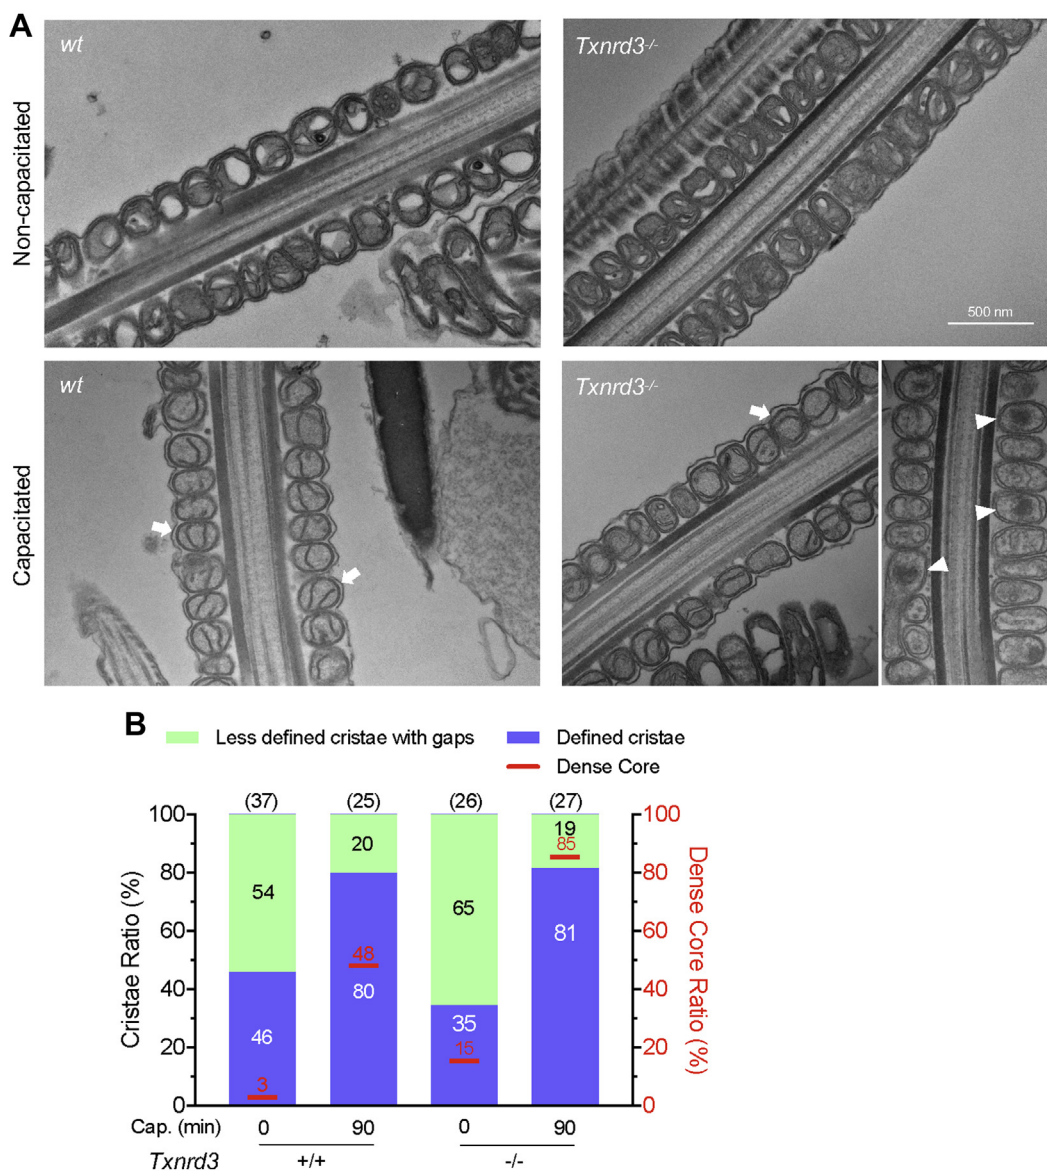 A
wt
Txnrd3-/-
Non-capacitated
500 nm
wt
Txnrd3-/-
Capacitated
B
Less defined cristae with gaps
Defined cristae
Dense Core
(37) (25) (26) (27)
100 100
80 80
60 60
40 40
20 20
0 0
Cristae Ratio (%)
Dense Core Ratio (%)
54 20 65 19
85
48
46 80 35 81
3 15
Cap. (min) 0 90 0 90
Txnrd3 +/+ -/-